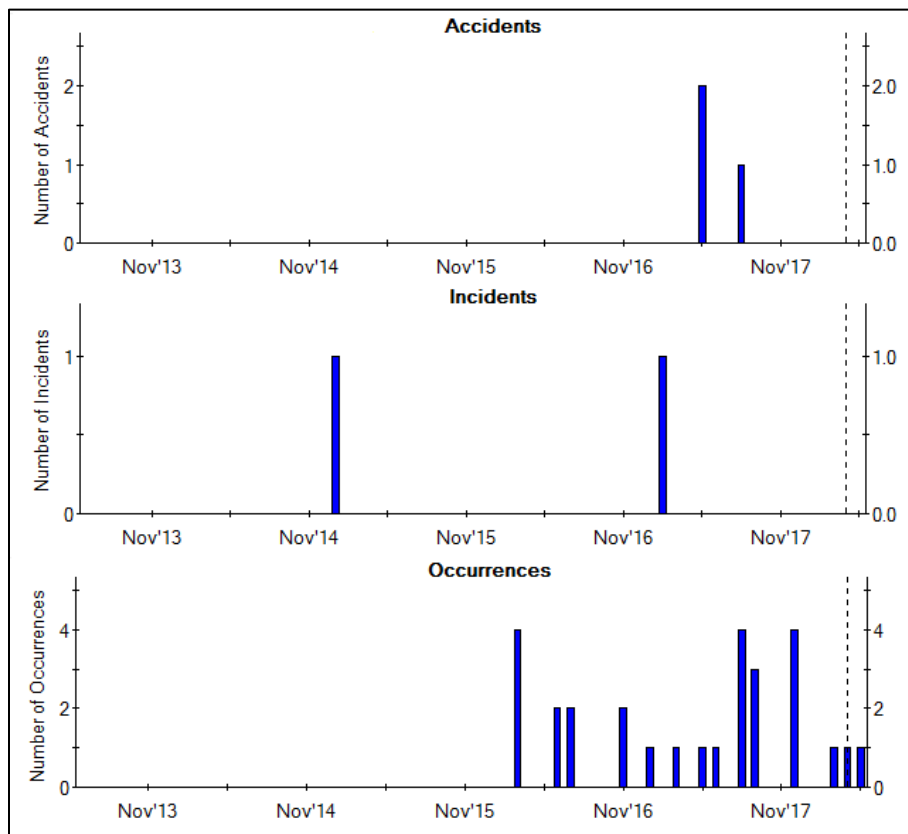 Accidents
Number of Accidents
2
1
0
2.0
1.0
0.0
Nov'13 Nov'14 Nov'15 Nov'16 Nov'17
Incidents
Number of Incidents
1
0
1.0
0.0
Nov'13 Nov'14 Nov'15 Nov'16 Nov'17
Occurrences
Number of Occurrences
4
2
0
4
2
0
Nov'13 Nov'14 Nov'15 Nov'16 Nov'17